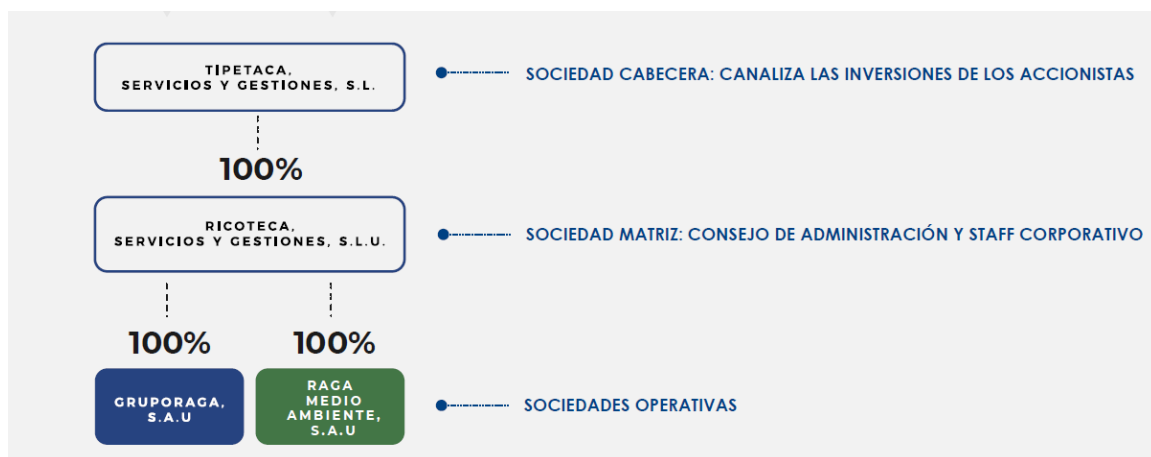 TIPETACA,
SERVICIOS Y GESTIONES, S.L.
SOCIEDAD CABECERA: CANALIZA LAS INVERSIONES DE LOS ACCIONISTAS
100%
RICOTECA,
SERVICIOS Y GESTIONES, S.L.U.
SOCIEDAD MATRIZ: CONSEJO DE ADMINISTRACIÓN Y STAFF CORPORATIVO
100%
100%
GRUPORAGA,
S.A.U
RAGA
MEDIO
AMBIENTE,
S.A.U
SOCIEDADES OPERATIVAS